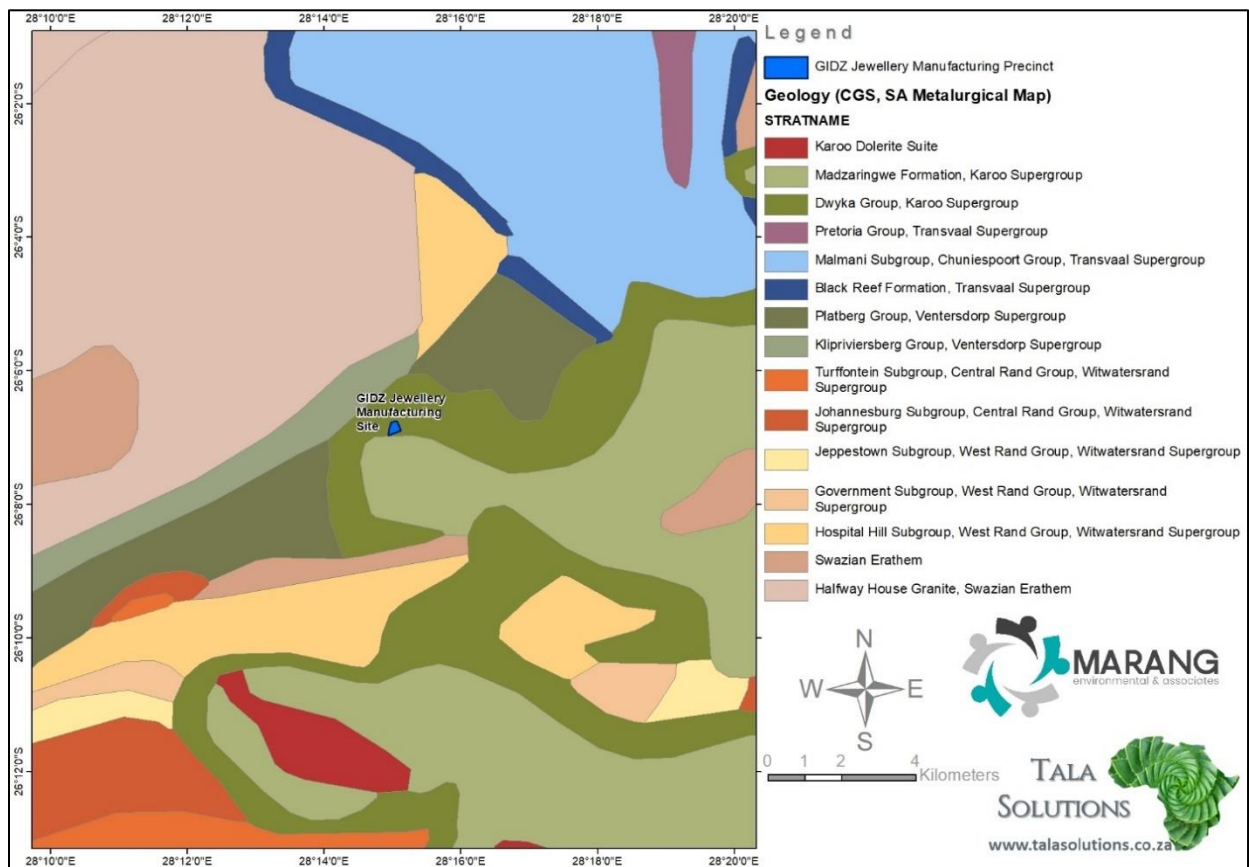 28°10'0"E
28°12'0"E
28°14'0"E
28°16'0"E
28°18'0"E
28°20'0"E
26°2'0"S
26°4'0"S
26°6'0"S
26°8'0"S
26°10'0"S
26°12'0"S
GIDZ Jewellery
Manufacturing
Site
28°10'0"E
28°12'0"E
28°14'0"E
28°16'0"E
28°18'0"E
28°20'0"E
Legend
GIDZ Jewellery Manufacturing Precinct
Geology (CGS, SA Metalurgical Map)
STRATNAME
Karoo Dolerite Suite
Madzaringwe Formation, Karoo Supergroup
Dwyka Group, Karoo Supergroup
Pretoria Group, Transvaal Supergroup
Malmani Subgroup, Chuniespoort Group, Transvaal Supergroup
Black Reef Formation, Transvaal Supergroup
Platberg Group, Ventersdorp Supergroup
Klipriviersberg Group, Ventersdorp Supergroup
Turffontein Subgroup, Central Rand Group, Witwatersrand
Supergroup
Johannesburg Subgroup, Central Rand Group, Witwatersrand
Supergroup
Jeppestown Subgroup, West Rand Group, Witwatersrand Supergroup
Government Subgroup, West Rand Group, Witwatersrand
Supergroup
Hospital Hill Subgroup, West Rand Group, Witwatersrand Supergroup
Swazian Erathem
Halfway House Granite, Swazian Erathem
N
W E
S
0 1 2 4
Kilometers
MARANG
environmental & associates
TALA
SOLUTIONS
www.talasolutions.co.za